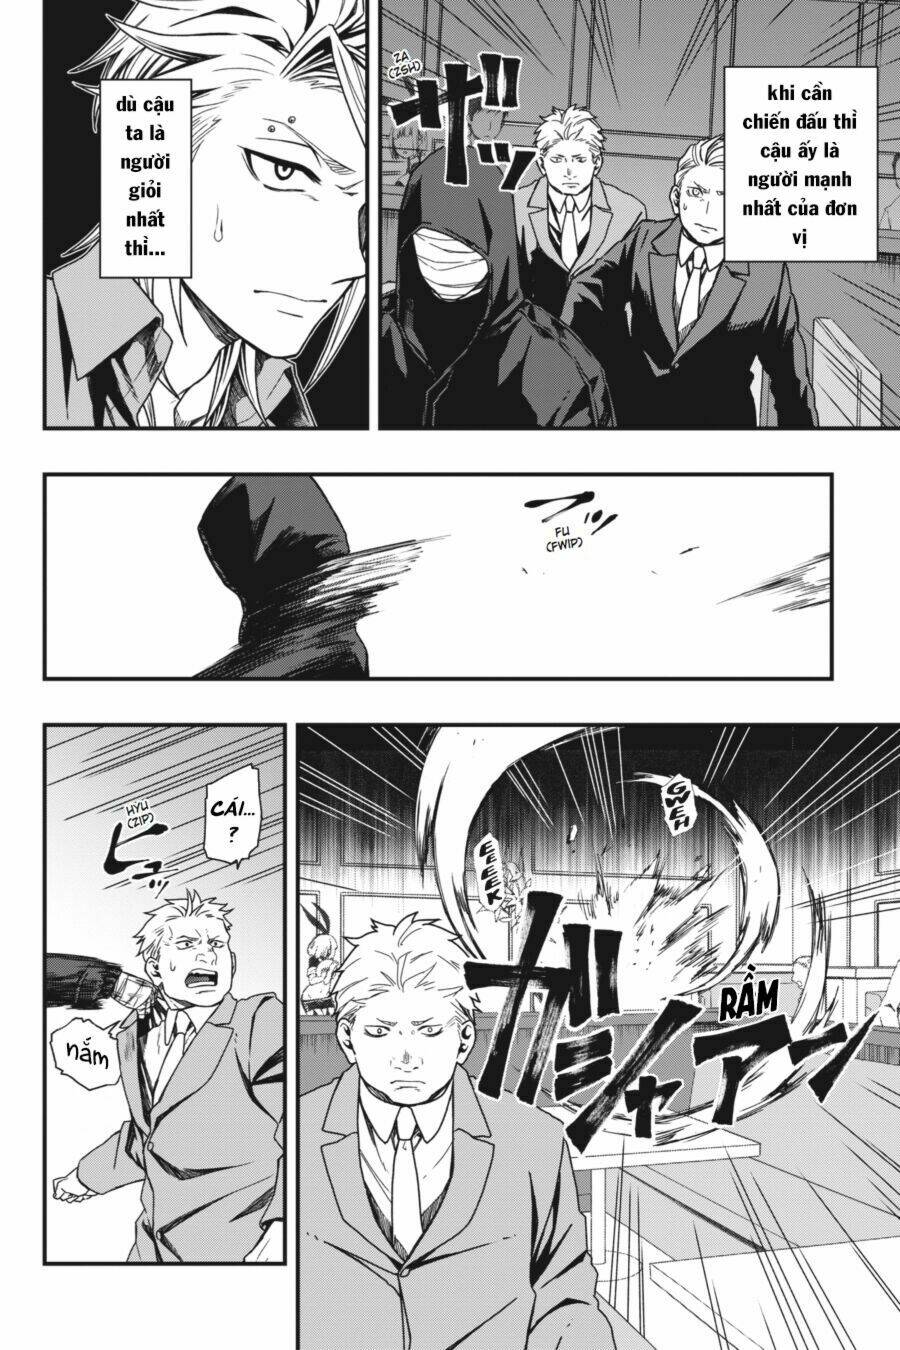 khi cần
chiến đấu thì
cậu ấy là
người mạnh
nhất của đơn
vị
ZA
(ZSH)
ザッ
dù cậu
ta là
người
giỏi
nhất
thì...
フッ
FU
(FWIP)
GWEH
EEEEK
RẦM
ガシャアーン
CÁI...
?
HYU
(ZIP)
ヒュッ
nắm